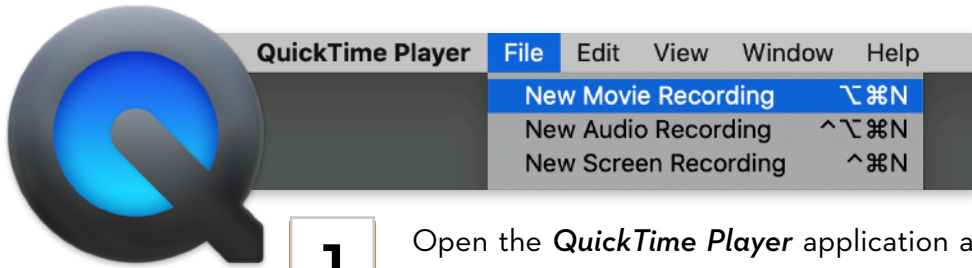 QuickTime Player File Edit View Window Help
New Movie Recording ⌥⌘N
New Audio Recording ^⌥⌘N
New Screen Recording ^⌘N
1
Open the QuickTime Player application a